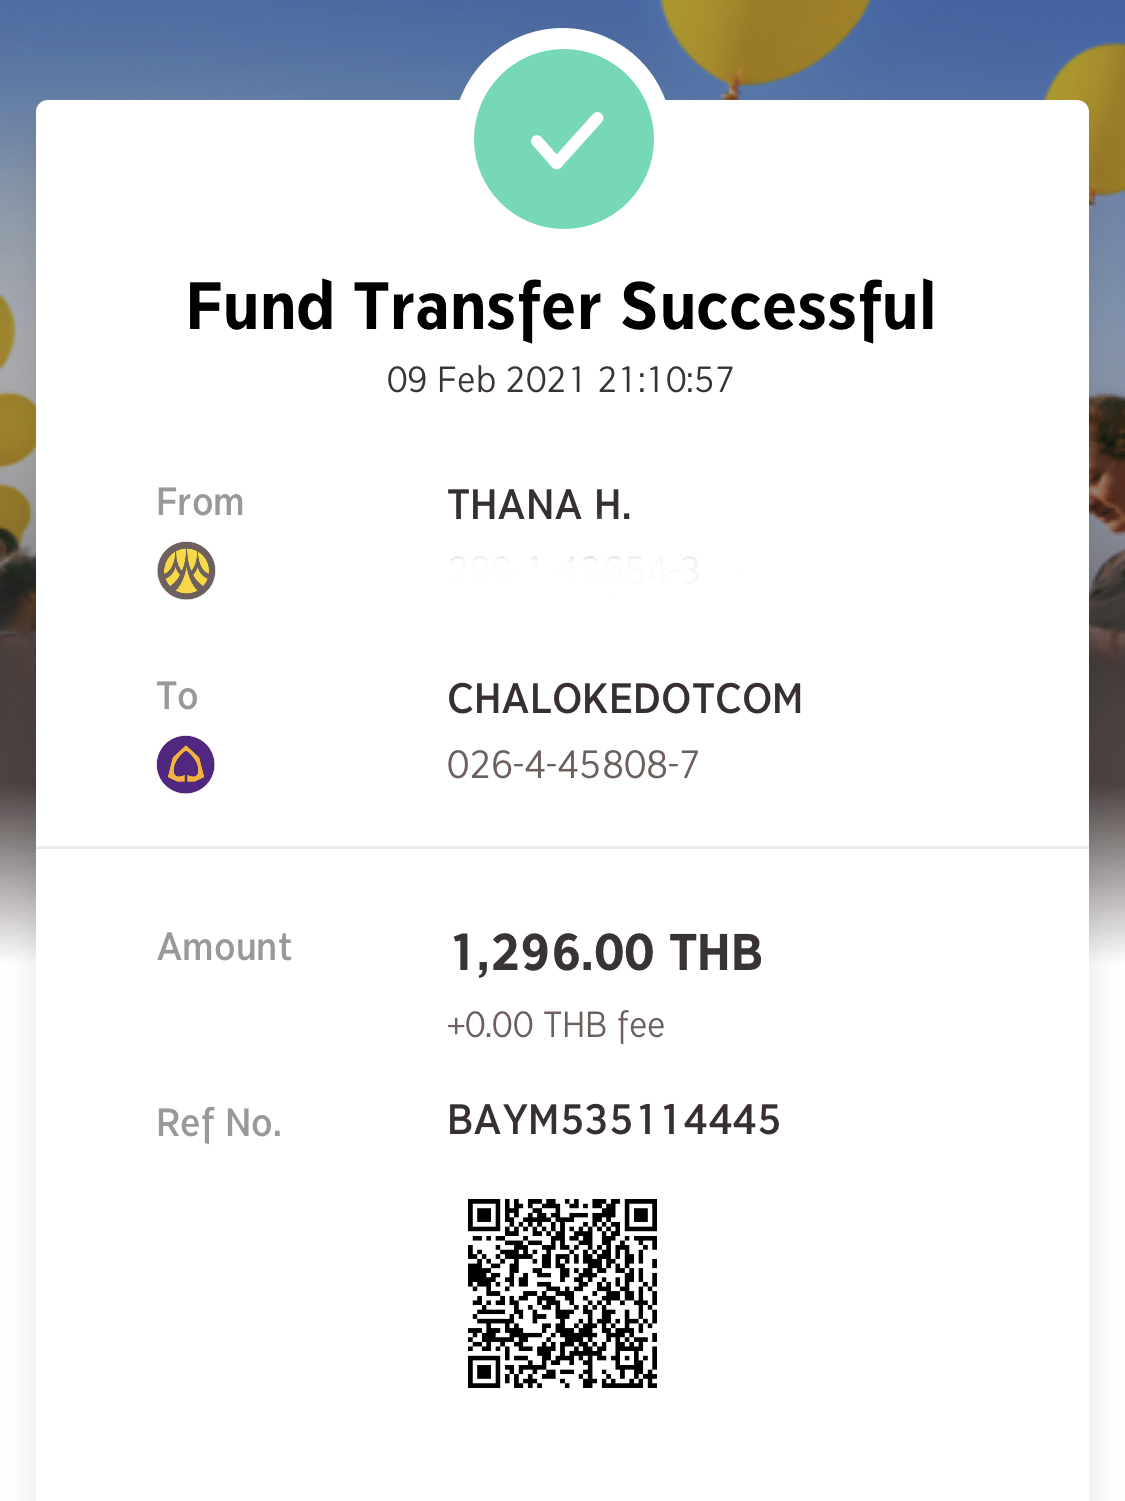 Fund Transfer Successful
09 Feb 2021 21:10:57
From
THANA H.
To
CHALOKEDOTCOM
026-4-45808-7
Amount
1,296.00 THB
+0.00 THB fee
Ref No.
BAYM535114445